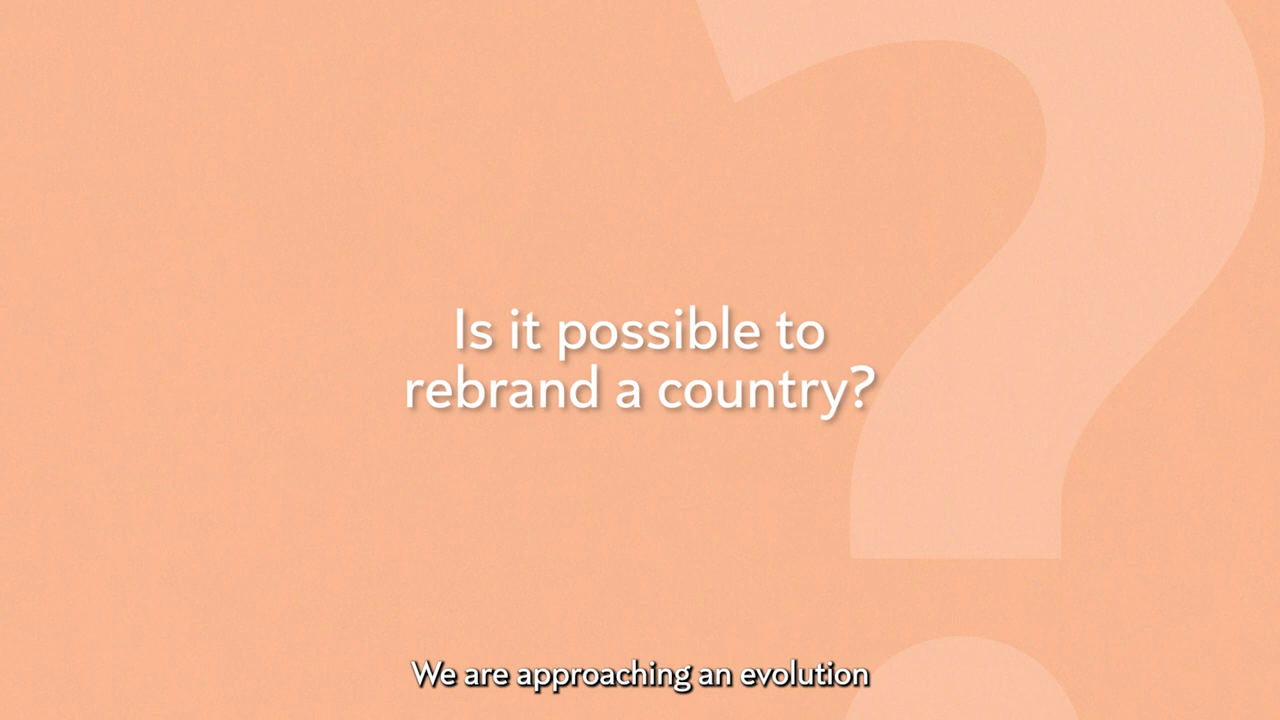 Is it possible to
rebrand a country?
We are approaching an evolution